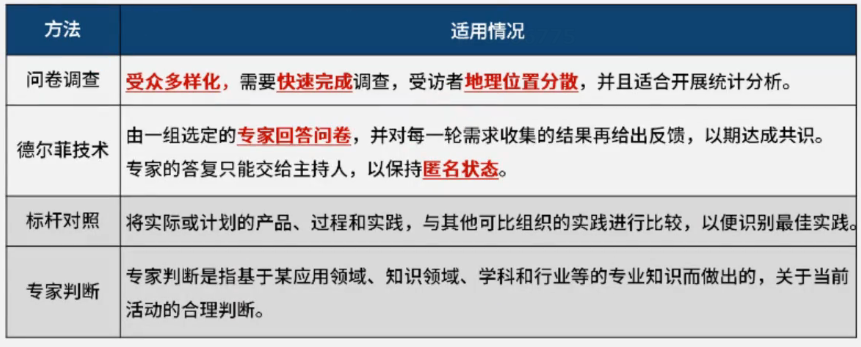 方法 适用情况
问卷调查 受众多样化，需要快速完成调查，受访者地理位置分散，并且适合开展统计分析。
德尔菲技术 由一组选定的专家回答问卷，并对每一轮需求收集的结果再给出反馈，以期达成共识。
专家的答复只能交给主持人，以保持匿名状态。
标杆对照 将实际或计划的产品、过程和实践，与其他可比组织的实践进行比较，以便识别最佳实践。
专家判断 专家判断是指基于某应用领域、知识领域、学科和行业等的专业知识而做出的，关于当前
活动的合理判断。